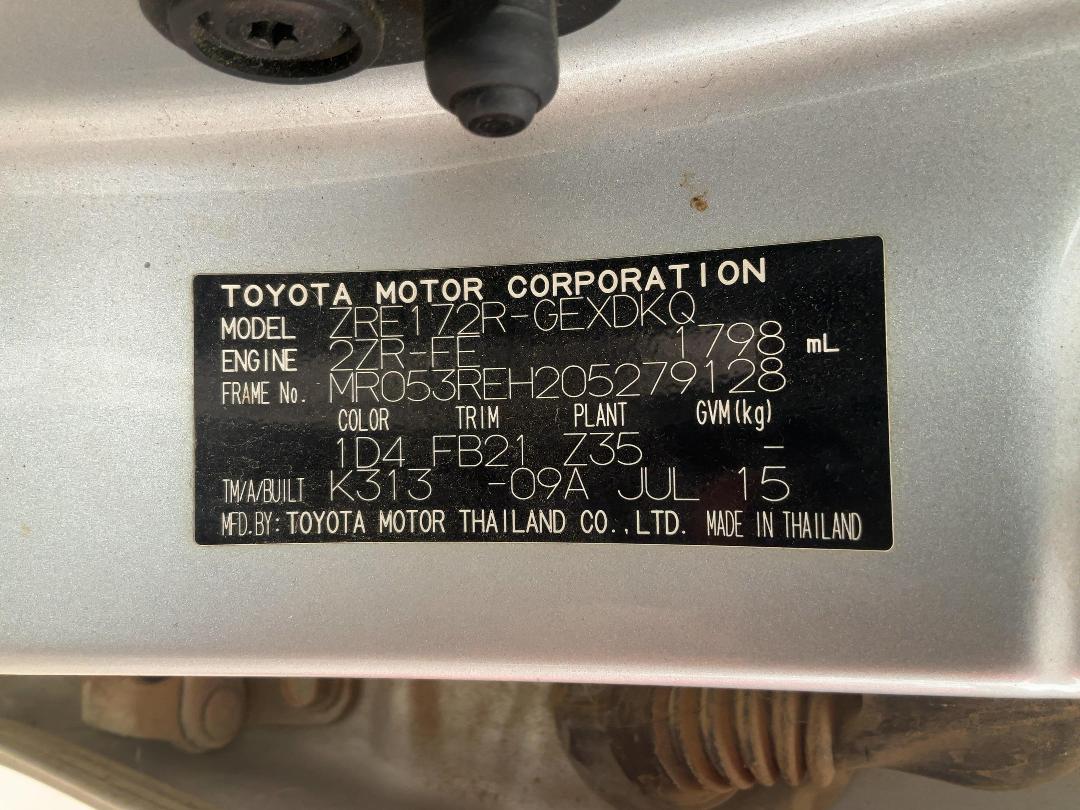 TOYOTA MOTOR CORPORATION
MODEL ZRE172R-GEXDKQ
ENGINE 2ZR-FE 1798 mL
FRAME No. MR053REH205279128
COLOR TRIM PLANT GVM(kg)
1D4 FB21 Z35 -
TM/A/BUILT K313 -09A JUL 15
MFD.BY:TOYOTA MOTOR THAILAND CO.,LTD. MADE IN THAILAND